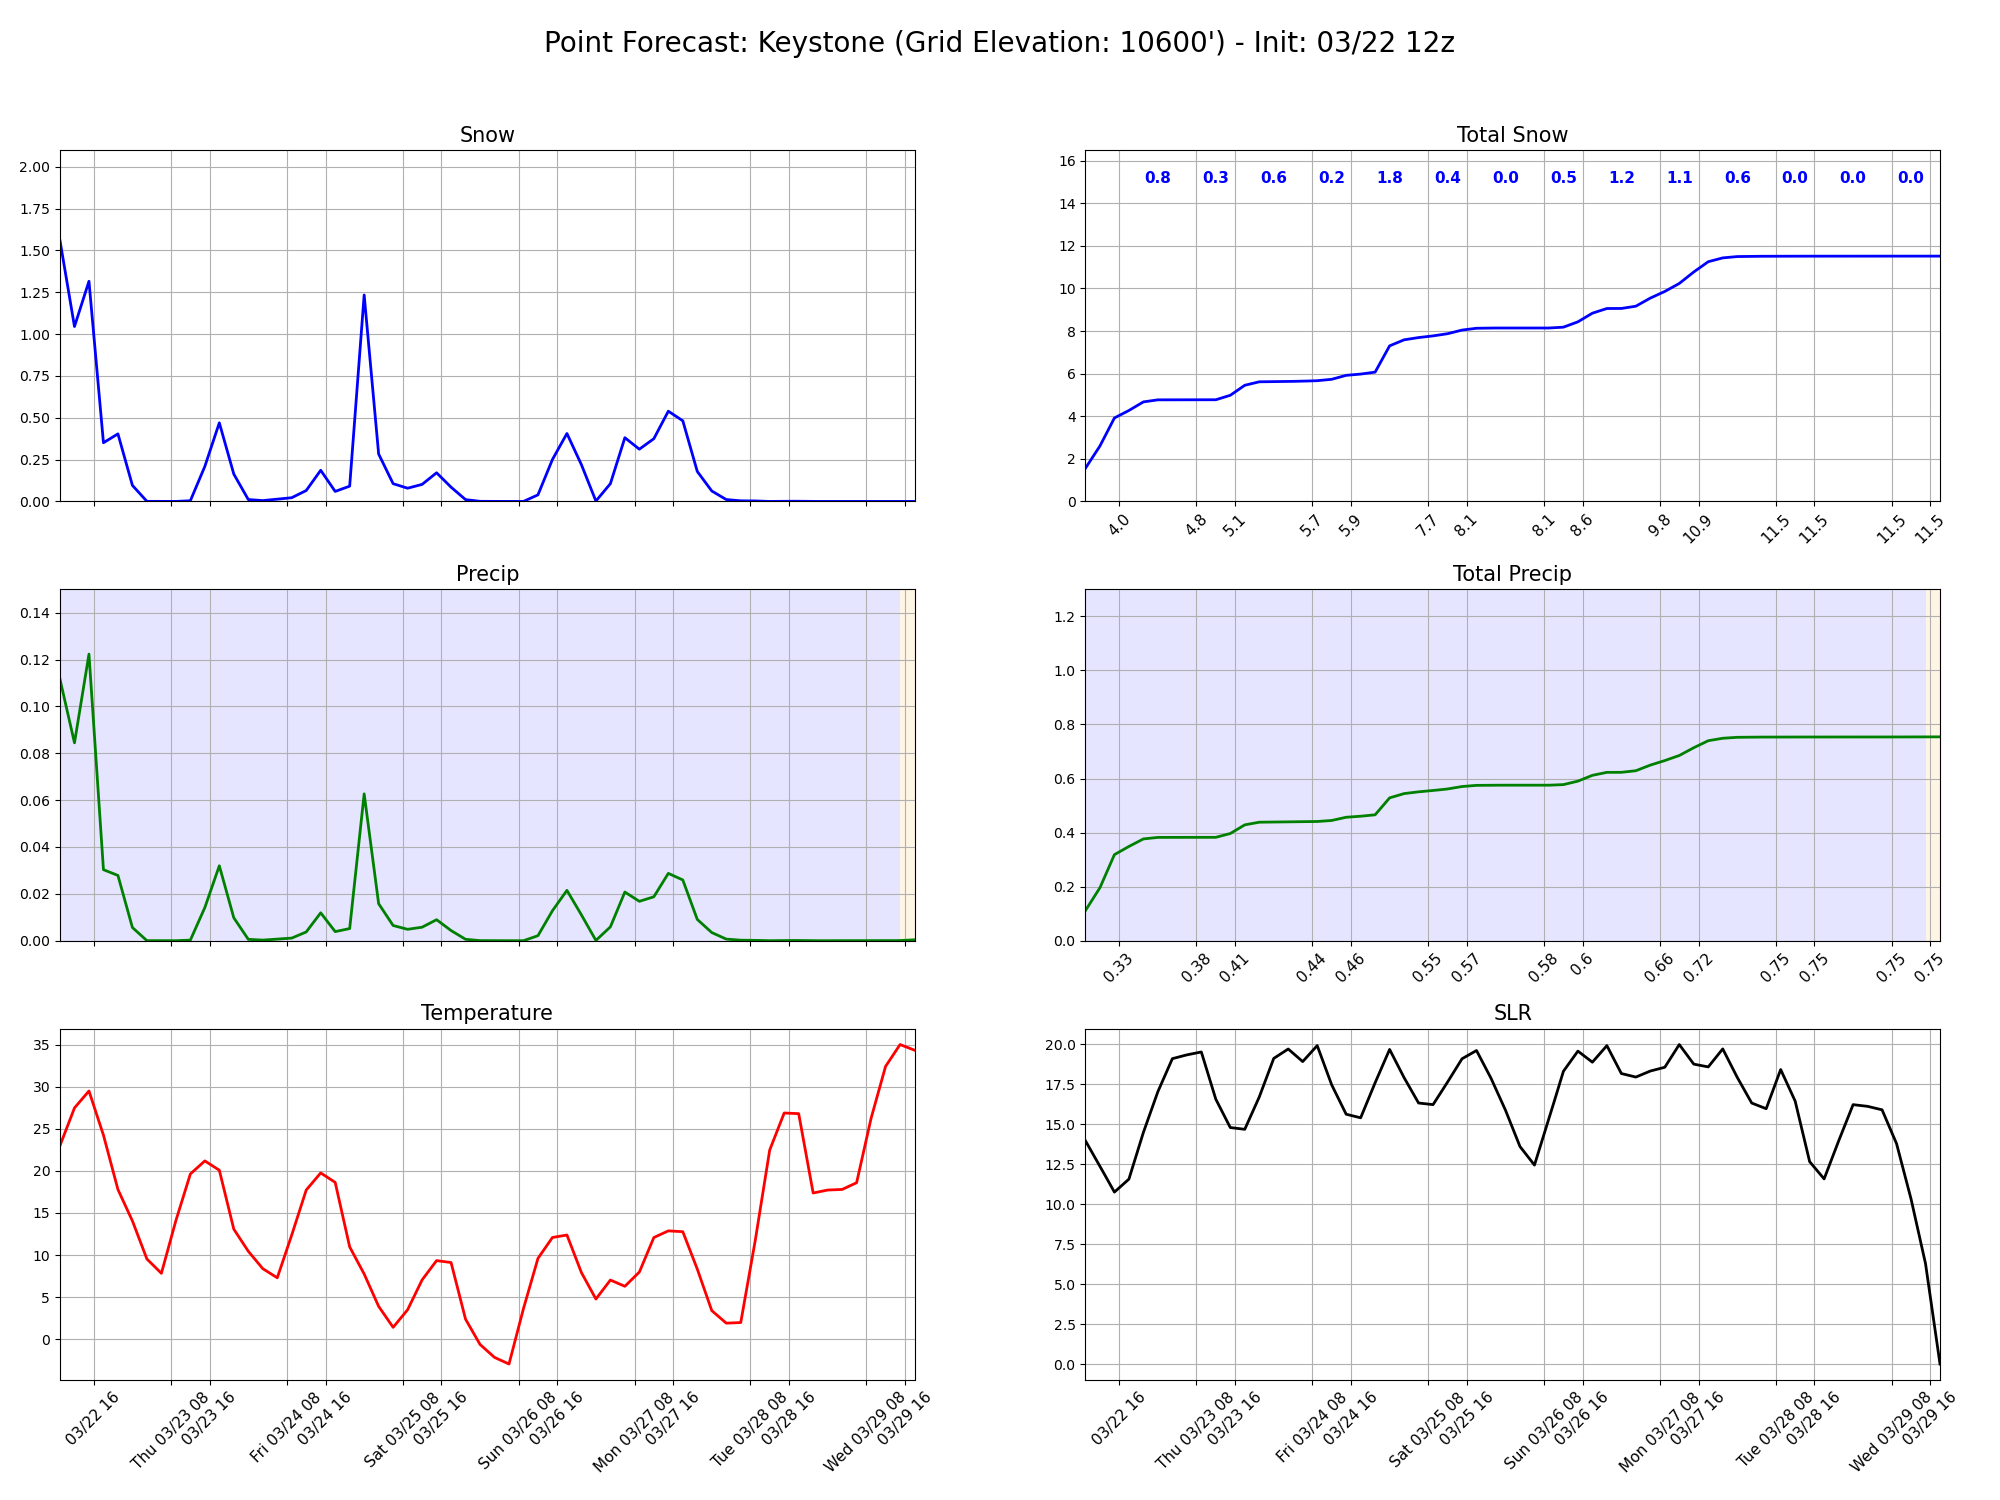 Point Forecast: Keystone (Grid Elevation: 10600') - Init: 03/22 12z
Snow
2.00
1.75
1.50
1.25
1.00
0.75
0.50
0.25
0.00
Total Snow
16
14
12
10
8
6
4
2
0
0.8 0.3 0.6 0.2 1.8 0.4 0.0 0.5 1.2 1.1 0.6 0.0 0.0 0.0
4.0 4.8 5.1 5.7 5.9 7.7 8.1 8.1 8.6 9.8 10.9 11.5 11.5 11.5 11.5
Precip
0.14
0.12
0.10
0.08
0.06
0.04
0.02
0.00
Total Precip
1.2
1.0
0.8
0.6
0.4
0.2
0.0
0.33 0.38 0.41 0.44 0.46 0.55 0.57 0.58 0.6 0.66 0.72 0.75 0.75 0.75 0.75
Temperature
35
30
25
20
15
10
5
0
03/22 16
Thu 03/23 08
03/23 16
Fri 03/24 08
03/24 16
Sat 03/25 08
03/25 16
Sun 03/26 08
03/26 16
Mon 03/27 08
03/27 16
Tue 03/28 08
03/28 16
Wed 03/29 08
03/29 16
SLR
20.0
17.5
15.0
12.5
10.0
7.5
5.0
2.5
0.0
03/22 16
Thu 03/23 08
03/23 16
Fri 03/24 08
03/24 16
Sat 03/25 08
03/25 16
Sun 03/26 08
03/26 16
Mon 03/27 08
03/27 16
Tue 03/28 08
03/28 16
Wed 03/29 08
03/29 16